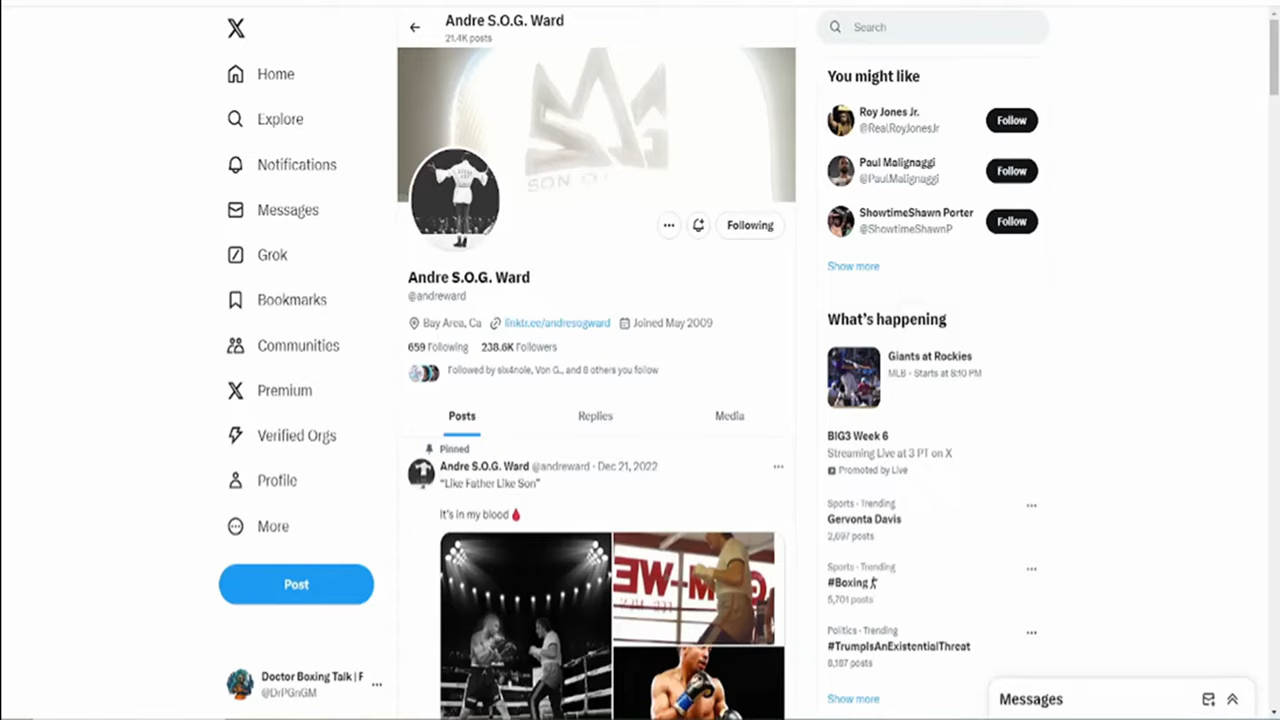 Home
Explore
Notifications
Messages
Grok
Bookmarks
Communities
Premium
Verified Orgs
Profile
More
Post
Doctor Boxing Talk | F
@DrPGnGM
Andre S.O.G. Ward
21.4K posts
SON O
Following
Andre S.O.G. Ward
@andreward
Bay Area, Ca linktr.ee/andresogward Joined May 2009
659 Following 238.6K Followers
Followed by six4nole, Von G., and 8 others you follow
Posts Replies Media
Pinned
Andre S.O.G. Ward @andreward · Dec 21, 2022
“Like Father Like Son”
It's in my blood 🩸
Search
You might like
Roy Jones Jr.
@RealRoyJonesJr
Follow
Paul Malignaggi
@PaulMalignaggi
Follow
ShowtimeShawn Porter
@ShowtimeShawnP
Follow
Show more
What's happening
Giants at Rockies
MLB · Starts at 8:10 PM
BIG3 Week 6
Streaming Live at 3 PT on X
Promoted by Live
Sports · Trending
Gervonta Davis
2,097 posts
Sports · Trending
#Boxing
5,701 posts
Politics · Trending
#TrumpIsAnExistentialThreat
8,187 posts
Show more
Messages